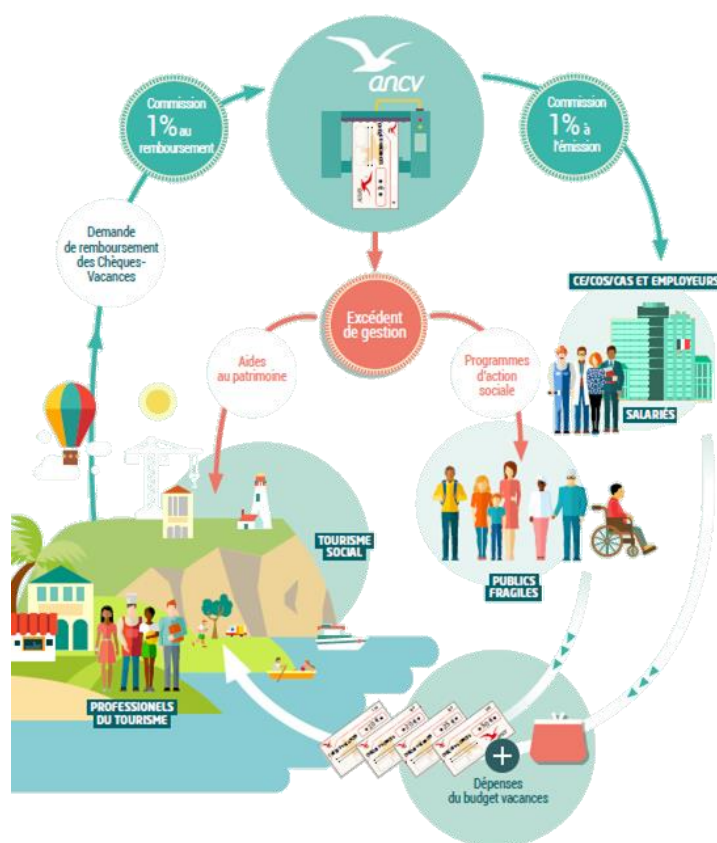 ancv
Commission
1% au
remboursement
Commission
1% à
l'émission
Demande
de remboursement
des Chèques-
Vacances
CE/COS/CAS ET EMPLOYEURS
Excédent
de gestion
Aides
au patrimoine
Programmes
d'action
sociale
SALARIÉS
TOURISME
SOCIAL
PUBLICS
FRAGILES
PROFESSIONELS
DU TOURISME
+
Dépenses
du budget vacances